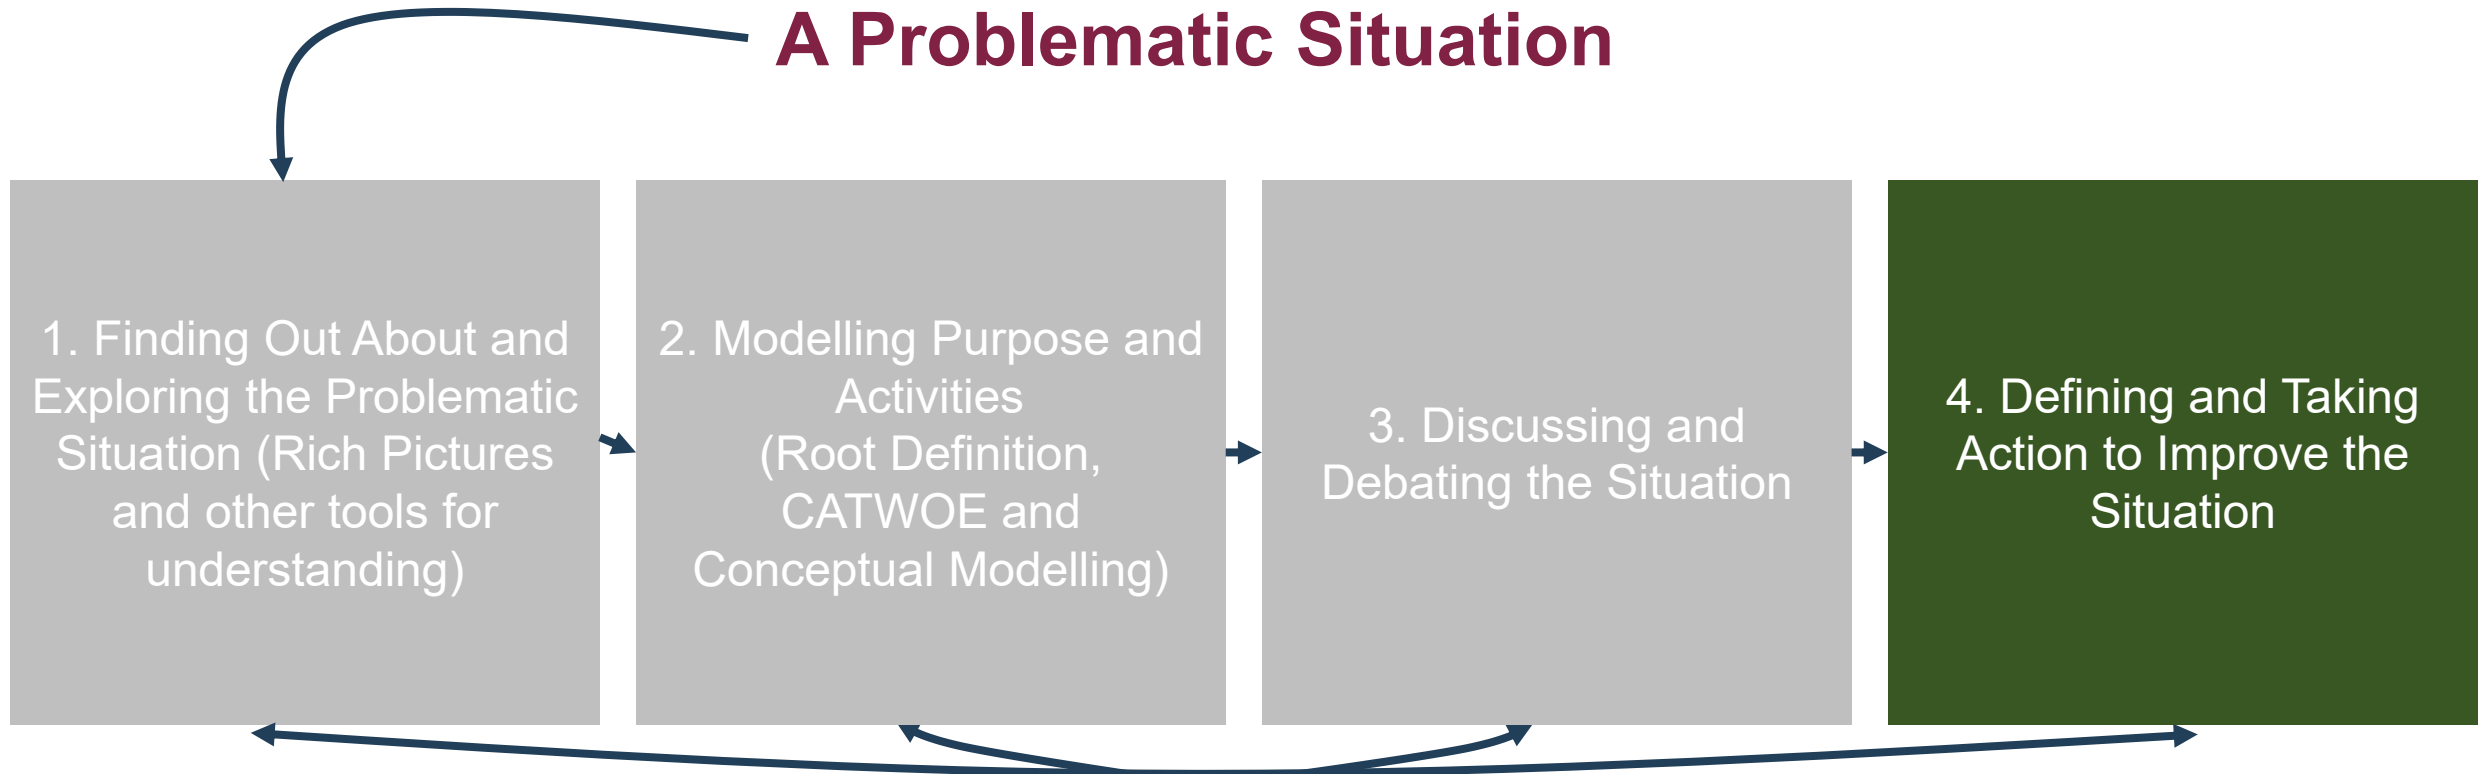 A Problematic Situation
1. Finding Out About and
Exploring the Problematic
Situation (Rich Pictures
and other tools for
understanding)
2. Modelling Purpose and
Activities
(Root Definition,
CATWOE and
Conceptual Modelling)
3. Discussing and
Debating the Situation
4. Defining and Taking
Action to Improve the
Situation